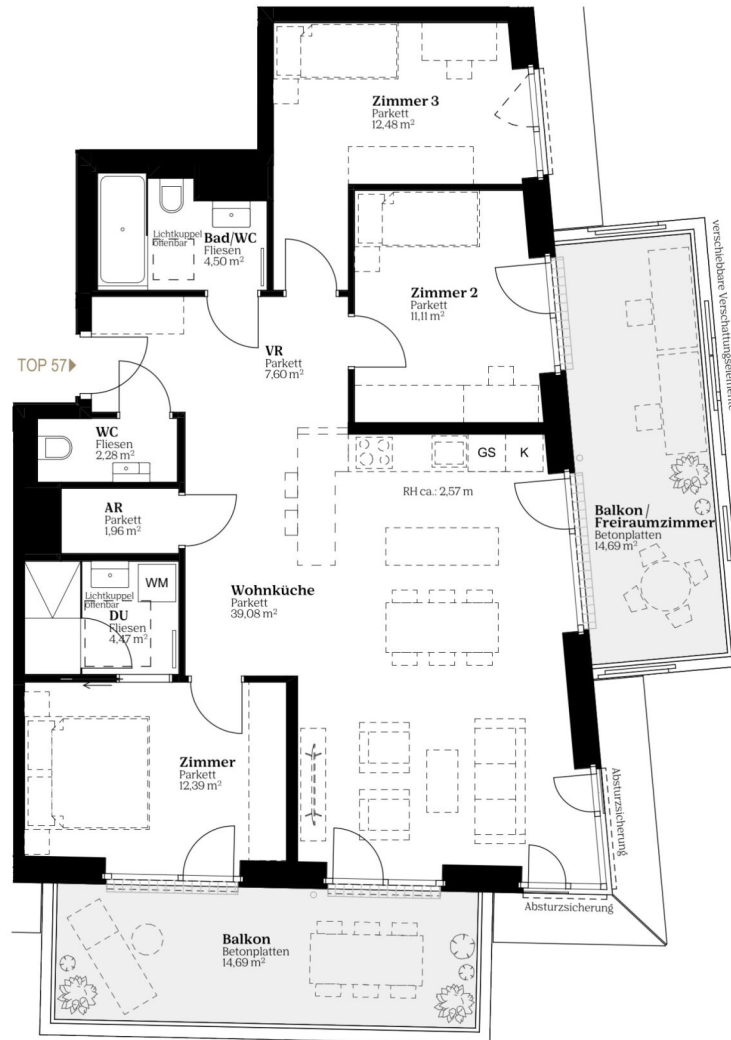 Zimmer 3
Parkett
12,48 m²
Lichtkuppel
offenbar
Bad/WC
Fliesen
4,50 m²
verschiebbare Verschattungselemente
Zimmer 2
Parkett
11,11 m²
TOP 57
VR
Parkett
7,60 m²
WC
Fliesen
2,28 m²
GS
K
RH ca.: 2,57 m
AR
Parkett
1,96 m²
Balkon/
Freiraumzimmer
Betonplatten
14,69 m²
Lichtkuppel
offenbar
WM
DU
Fliesen
4,47 m²
Wohnküche
Parkett
39,08 m²
Zimmer
Parkett
12,39 m²
Absturzsicherung
Absturzsicherung
Balkon
Betonplatten
14,69 m²